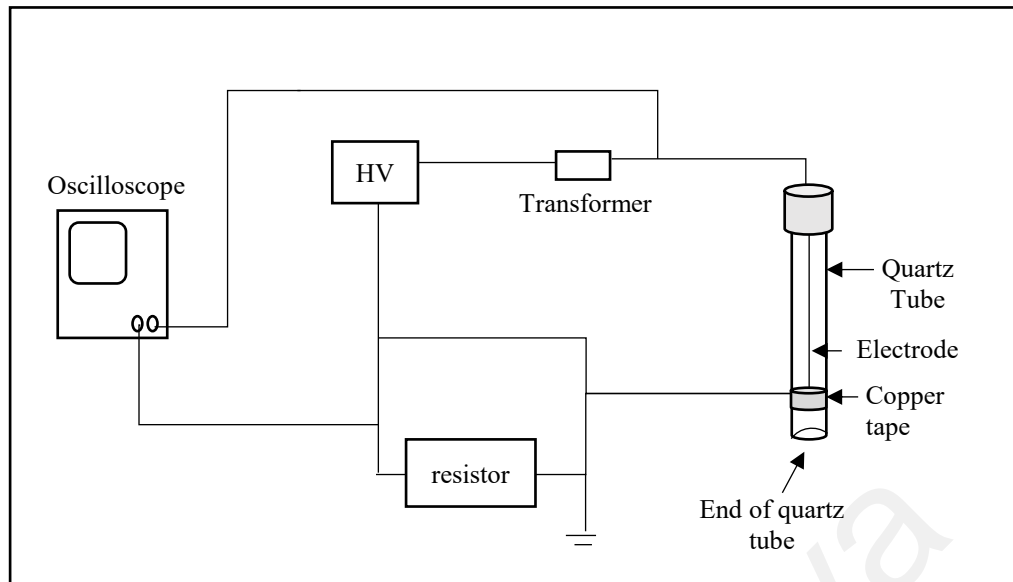 Oscilloscope
HV
Transformer
Quartz
Tube
Electrode
Copper
tape
resistor
End of quartz
tube